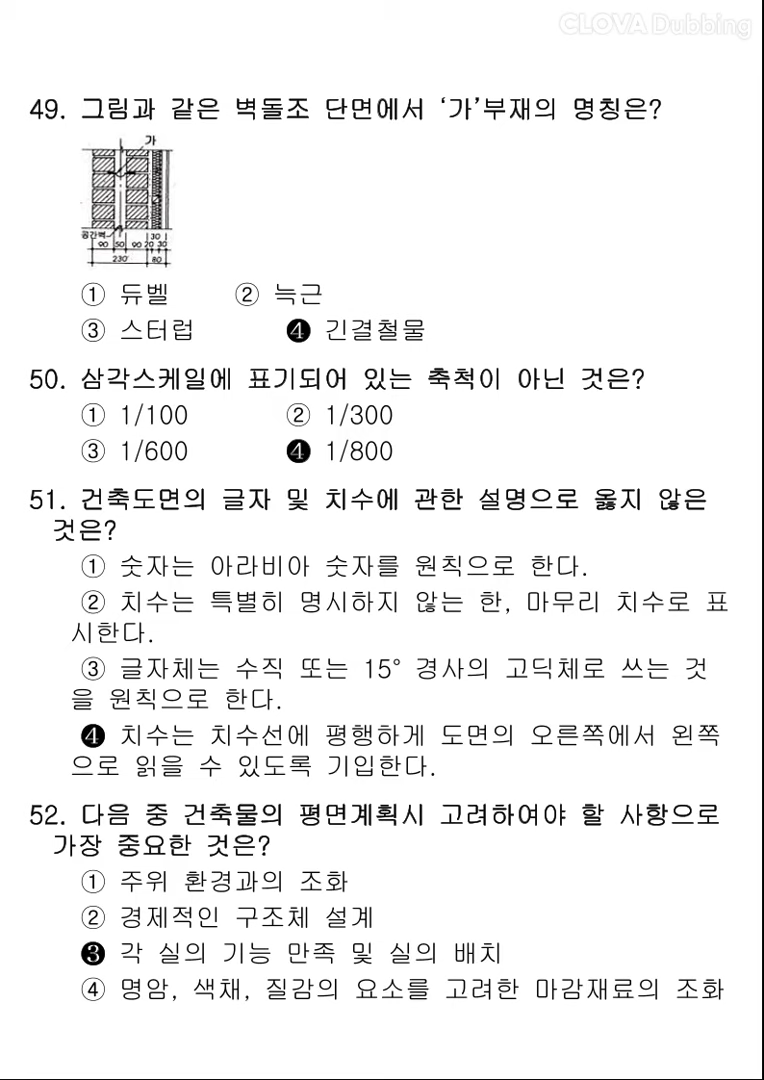 CLOVA Dubbing
49. 그림과 같은 벽돌조 단면에서 ‘가’부재의 명칭은?
가
공간벽
30
90 50 90 20 30
230 80
① 듀벨 ② 늑근
③ 스터럽 ❹ 긴결철물
50. 삼각스케일에 표기되어 있는 축척이 아닌 것은?
① 1/100 ② 1/300
③ 1/600 ❹ 1/800
51. 건축도면의 글자 및 치수에 관한 설명으로 옳지 않은
것은?
① 숫자는 아라비아 숫자를 원칙으로 한다.
② 치수는 특별히 명시하지 않는 한, 마무리 치수로 표
시한다.
③ 글자체는 수직 또는 15° 경사의 고딕체로 쓰는 것
을 원칙으로 한다.
❹ 치수는 치수선에 평행하게 도면의 오른쪽에서 왼쪽
으로 읽을 수 있도록 기입한다.
52. 다음 중 건축물의 평면계획시 고려하여야 할 사항으로
가장 중요한 것은?
① 주위 환경과의 조화
② 경제적인 구조체 설계
❸ 각 실의 기능 만족 및 실의 배치
④ 명암, 색채, 질감의 요소를 고려한 마감재료의 조화